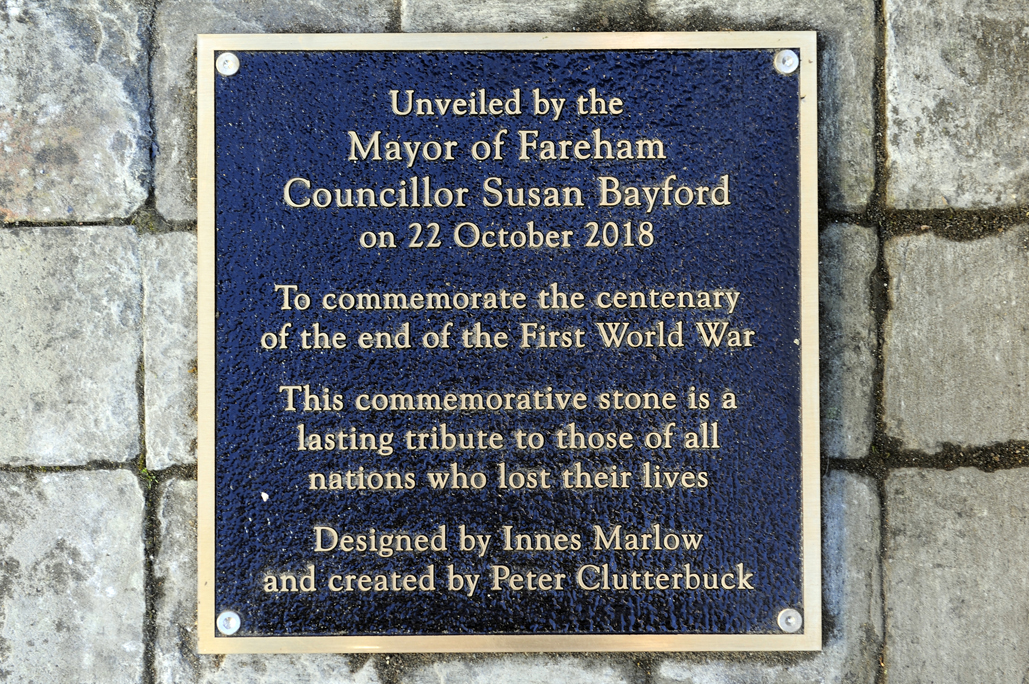 Unveiled by the
Mayor of Fareham
Councillor Susan Bayford
on 22 October 2018
To commemorate the centenary
of the end of the First World War
This commemorative stone is a
lasting tribute to those of all
nations who lost their lives
Designed by Innes Marlow
and created by Peter Clutterbuck